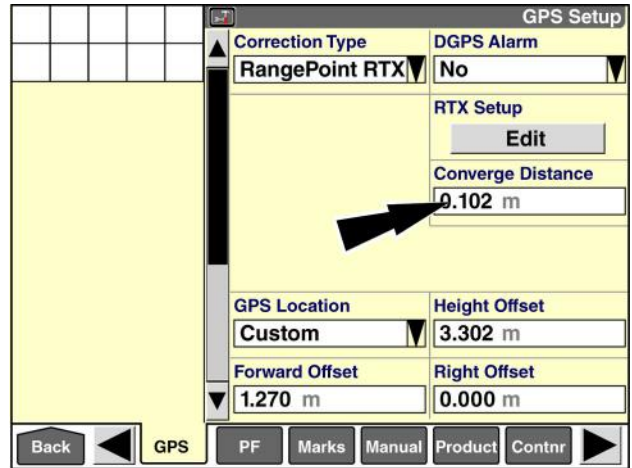 GPS Setup
Correction Type
RangePoint RTX
DGPS Alarm
No
RTX Setup
Edit
Converge Distance
0.102 m
GPS Location
Custom
Height Offset
3.302 m
Forward Offset
1.270 m
Right Offset
0.000 m
Back GPS PF Marks Manual Product Contnr